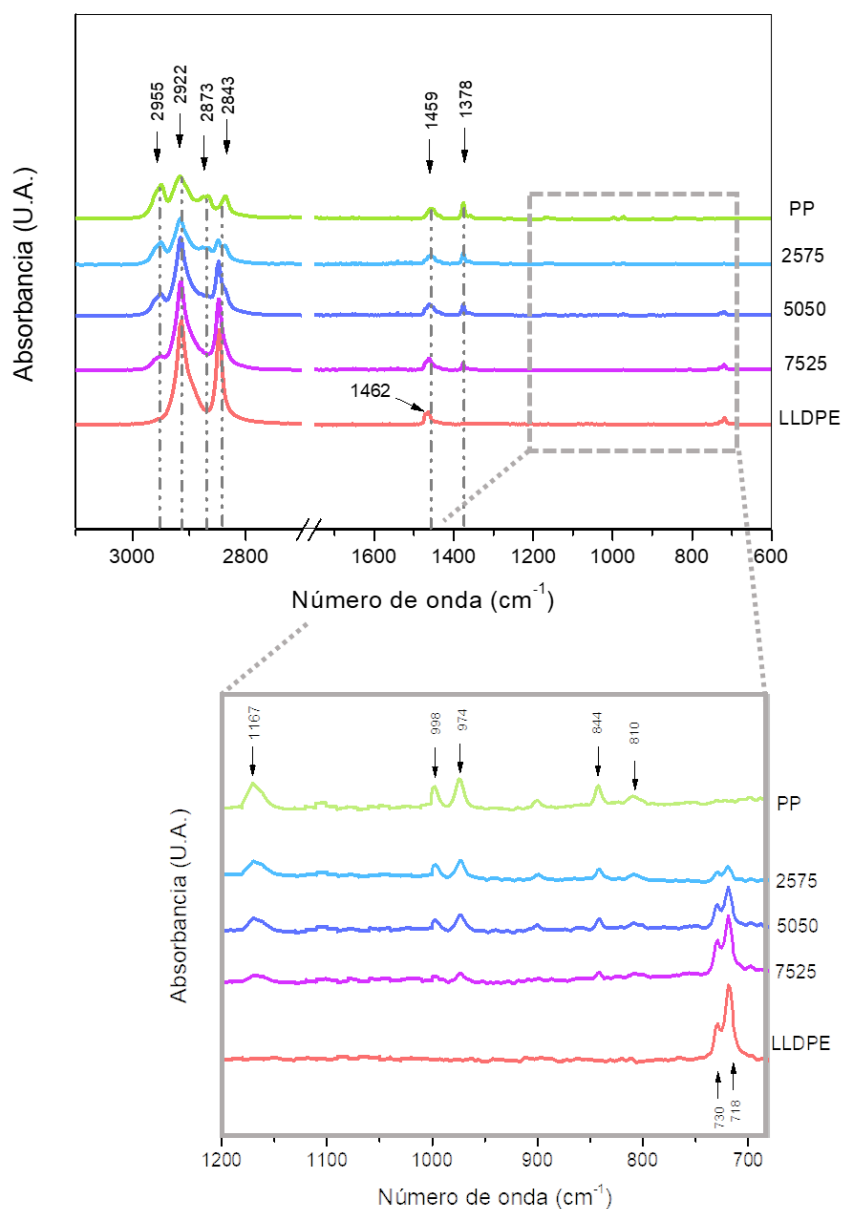 2955
2922
2873
2843
1459
1378
Absorbancia (U.A.)
PP
2575
5050
7525
1462
LLDPE
3000 2800 1600 1400 1200 1000 800 600
Número de onda (cm-1)
1167
998
974
844
810
Absorbancia (U.A.)
PP
2575
5050
7525
LLDPE
730
718
1200 1100 1000 900 800 700
Número de onda (cm-1)